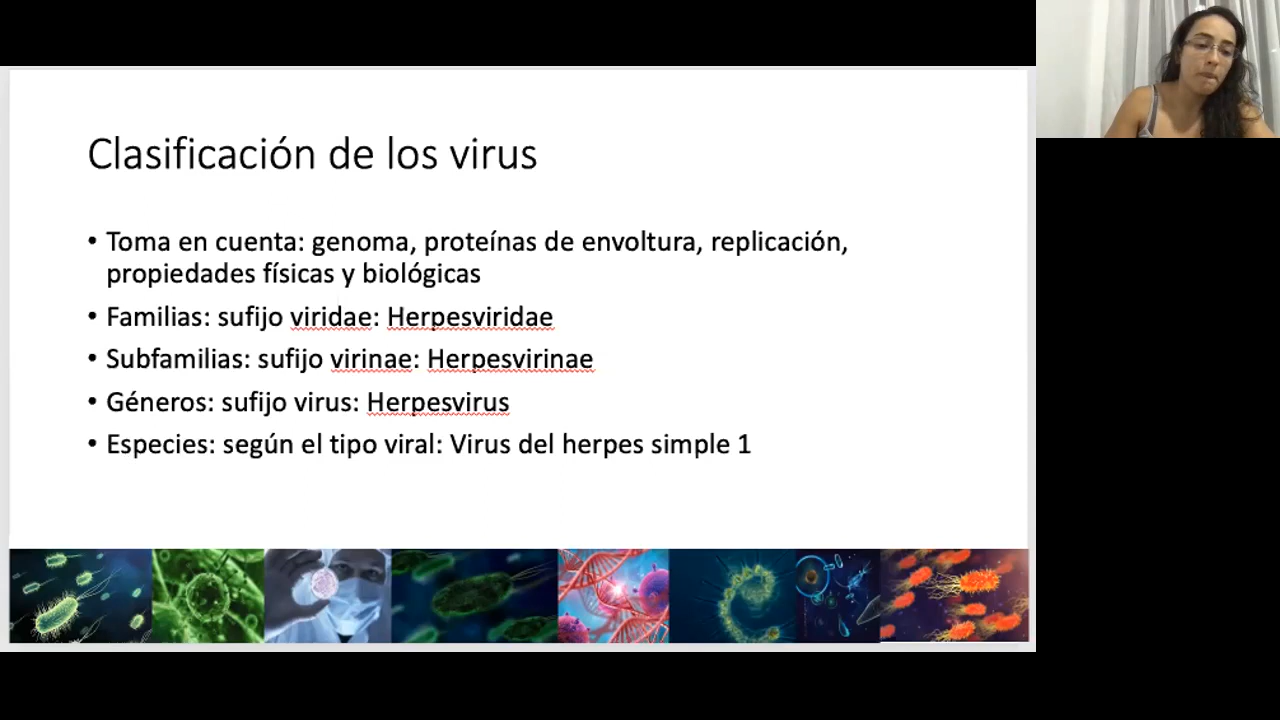 Clasificación de los virus
• Toma en cuenta: genoma, proteínas de envoltura, replicación,
propiedades físicas y biológicas
• Familias: sufijo viridae: Herpesviridae
• Subfamilias: sufijo virinae: Herpesvirinae
• Géneros: sufijo virus: Herpesvirus
• Especies: según el tipo viral: Virus del herpes simple 1